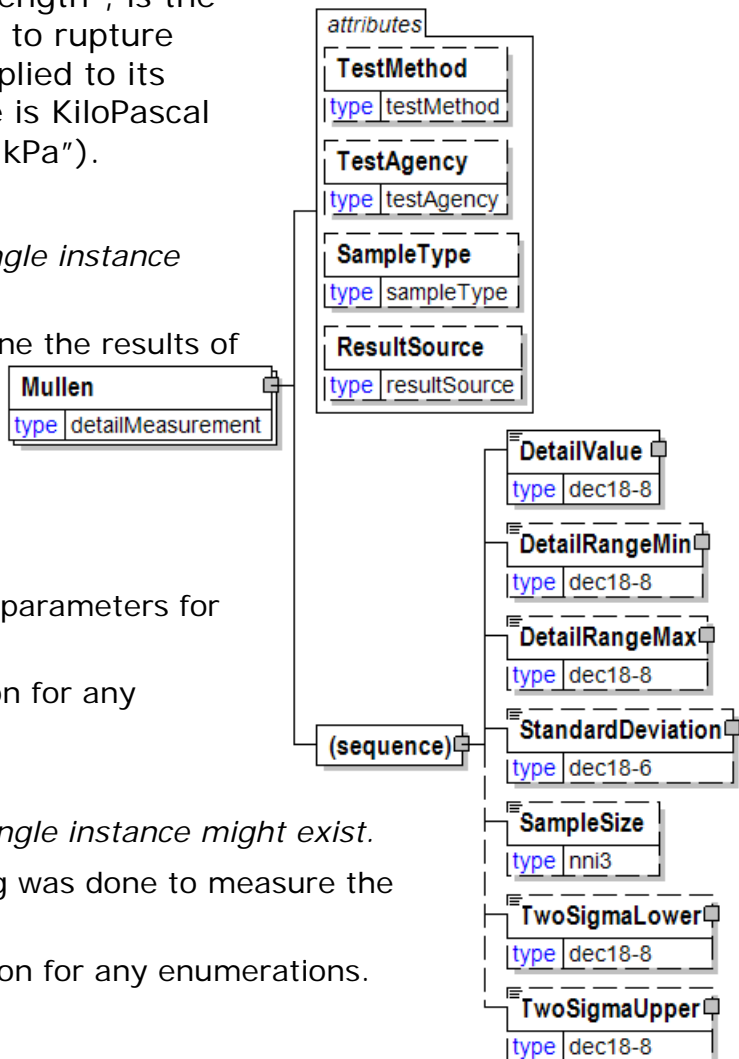 ength", is the
to rupture
plied to its
e is KiloPascal
kPa").
ngle instance
ne the results of
Mullen
type detailMeasurement
parameters for
on for any
ngle instance might exist.
g was done to measure the
on for any enumerations.
attributes
TestMethod
type testMethod
TestAgency
type testAgency
SampleType
type sampleType
ResultSource
type resultSource
(sequence)
DetailValue
type dec18-8
DetailRangeMin
type dec18-8
DetailRangeMax
type dec18-8
StandardDeviation
type dec18-6
SampleSize
type nni3
TwoSigmaLower
type dec18-8
TwoSigmaUpper
type dec18-8